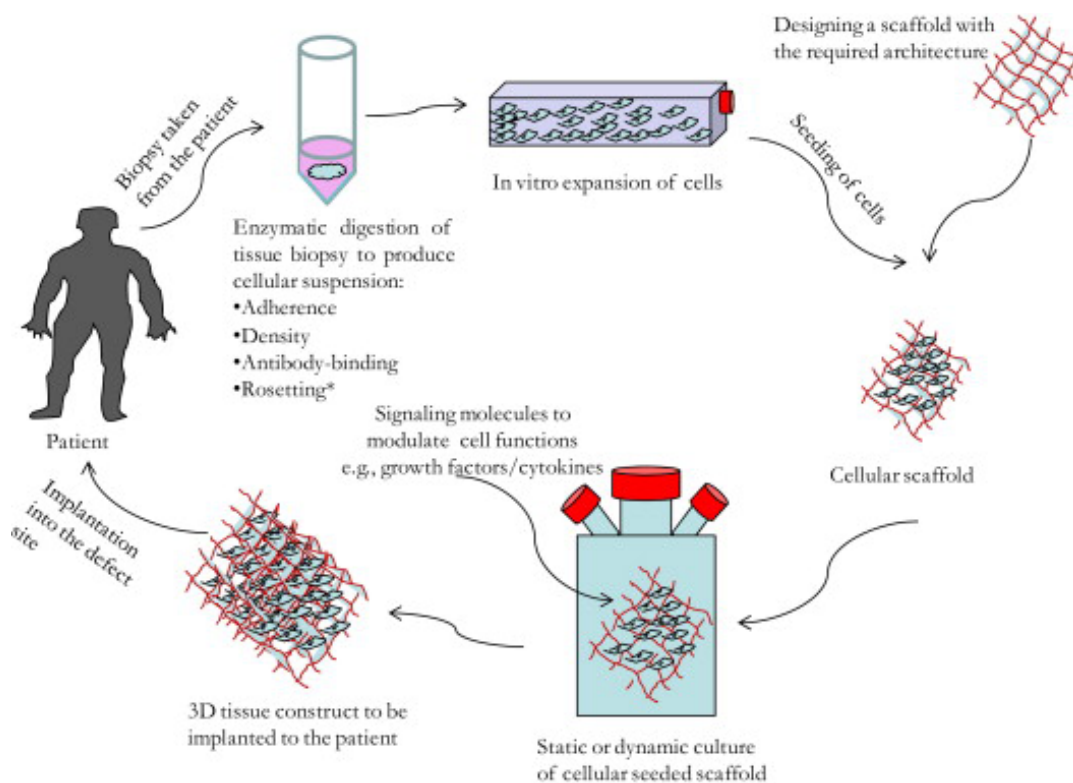 Designing a scaffold with
the required architecture
Biopsy taken
from the patient
In vitro expansion of cells
Seeding of
cells
Enzymatic digestion of
tissue biopsy to produce
cellular suspension:
•Adherence
•Density
•Antibody-binding
•Rosetting*
Patient
Signaling molecules to
modulate cell functions
e.g., growth factors/cytokines
Cellular scaffold
Implantation
into the defect
site
3D tissue construct to be
implanted to the patient
Static or dynamic culture
of cellular seeded scaffold